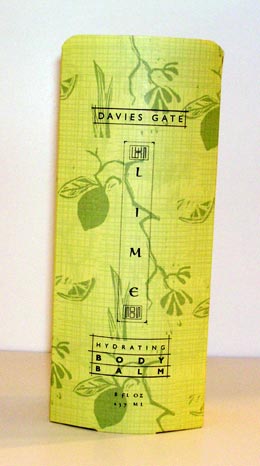 DAVIES GATE
LIME
HYDRATING
BODY
BALM
8 fl OZ
237 ML